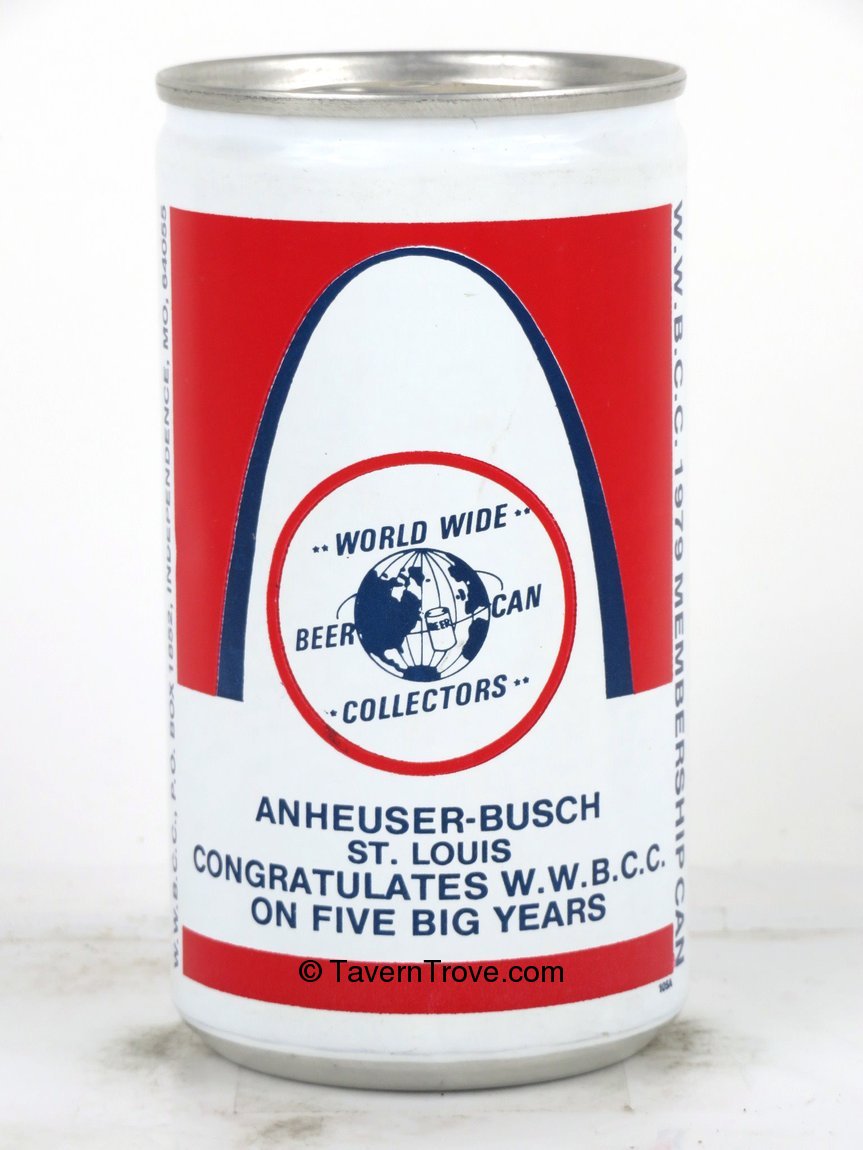 W.W.B.C.C., P.O. BOX 1852, INDEPENDENCE, MO, 64055
** WORLD WIDE **
BEER CAN
BEER
* COLLECTORS **
ANHEUSER-BUSCH
ST. LOUIS
CONGRATULATES W.W.B.C.C.
ON FIVE BIG YEARS
W.W.B.C.C. 1979 MEMBERSHIP CAN
© TavernTrove.com